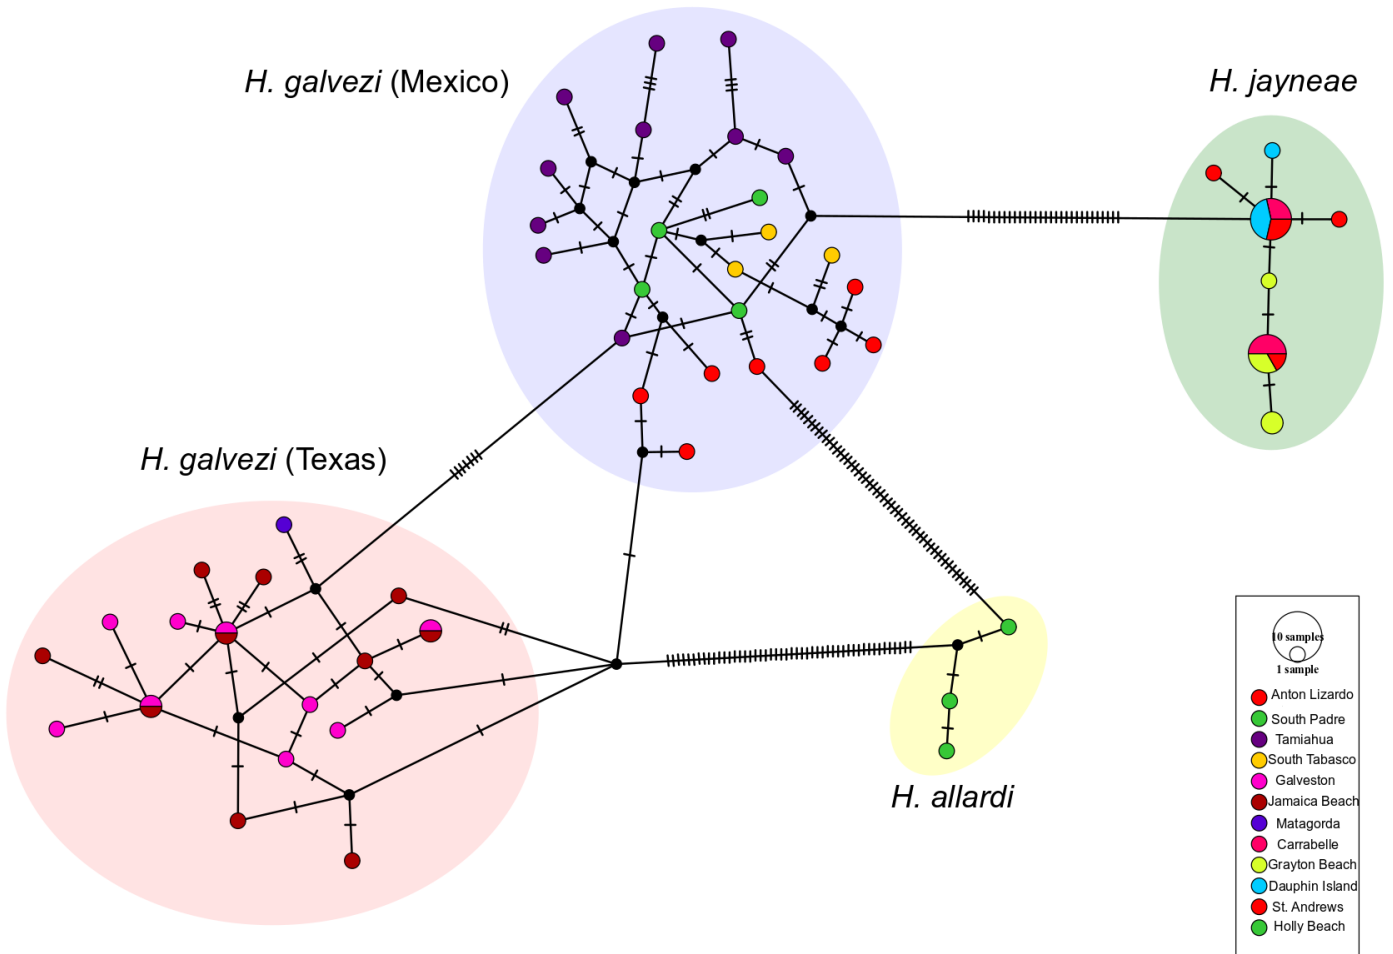 H. galvezi (Mexico)
H. jayneae
H. galvezi (Texas)
H. allardi
10 samples
1 sample
Anton Lizardo
South Padre
Tamiahua
South Tabasco
Galveston
Jamaica Beach
Matagorda
Carrabelle
Grayton Beach
Dauphin Island
St. Andrews
Holly Beach